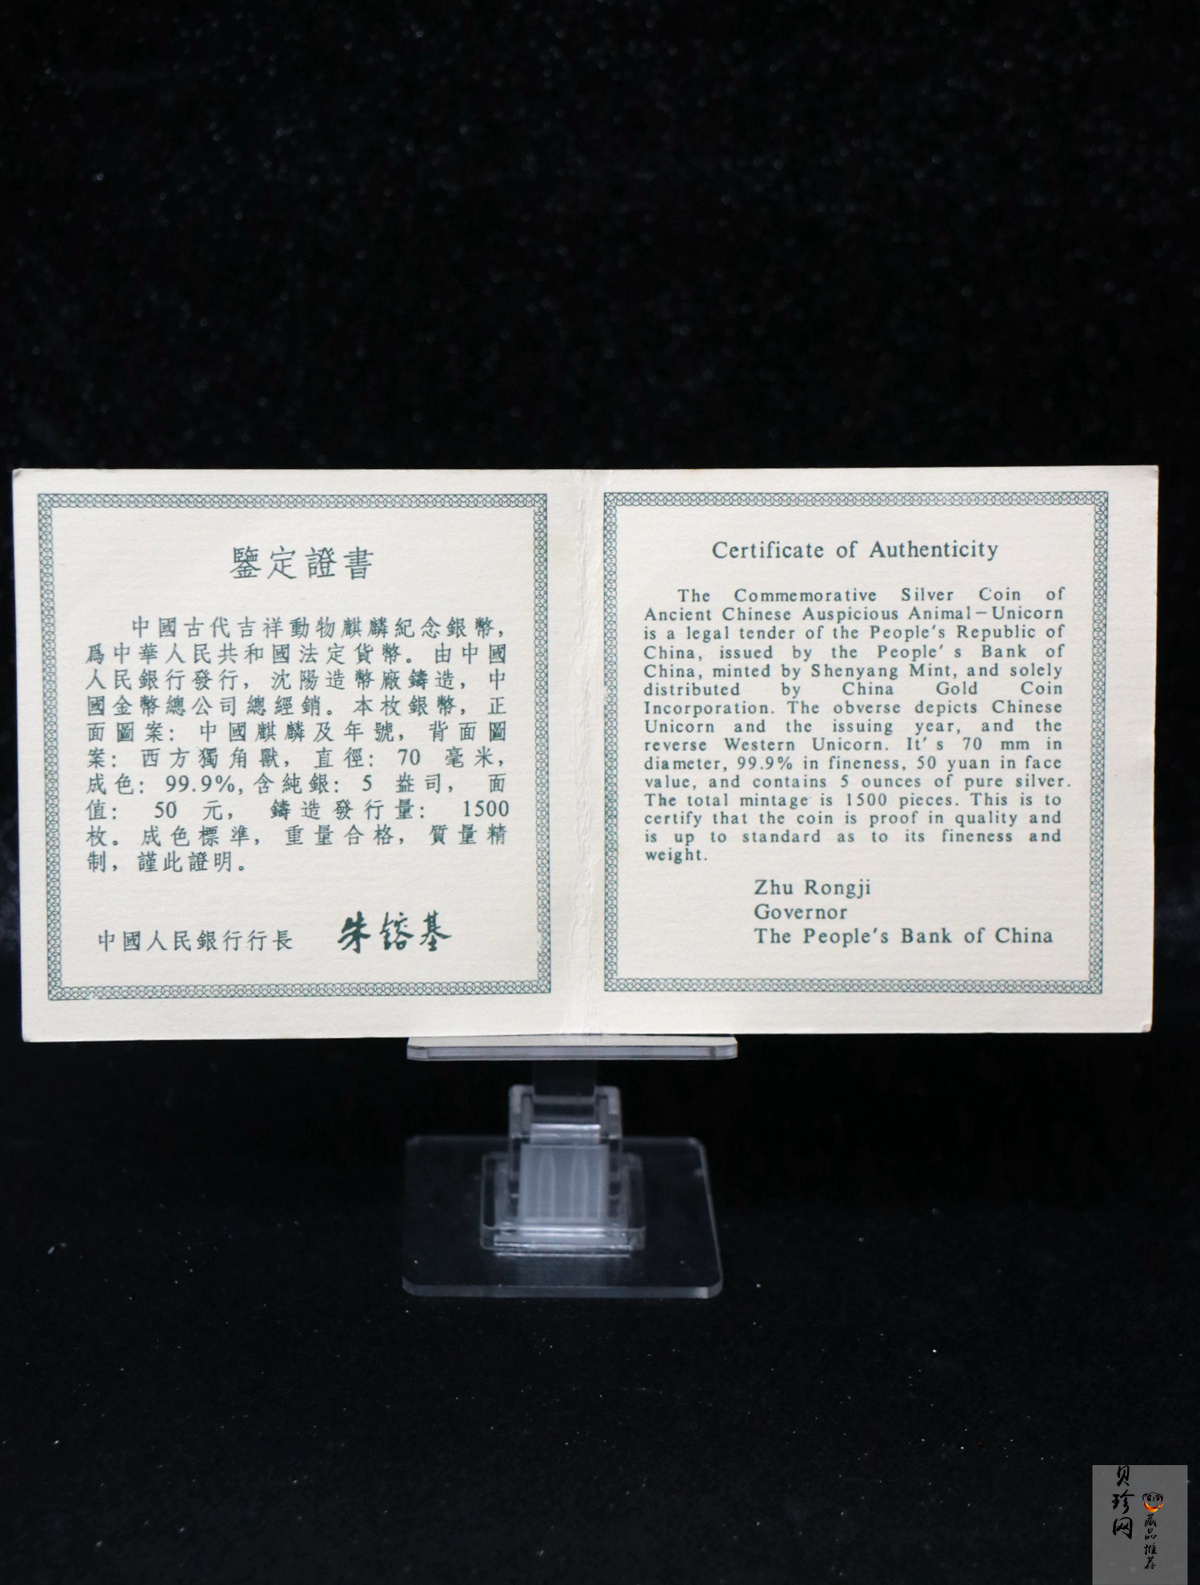 鑒定證書
中國古代吉祥動物麒麟紀念銀幣，
爲中華人民共和國法定貨幣。由中國
人民銀行發行，沈陽造幣廠鑄造，中
國金幣總公司總經銷。本枚銀幣，正
面圖案：中國麒麟及年號，背面圖
案：西方獨角獸，直徑：70 毫米，
成色：99.9%，含純銀：5 盎司，面
值：50 元，鑄造發行量：1500
枚。成色標準，重量合格，質量精
制，謹此證明。
中國人民銀行行長 朱鎔基
Certificate of Authenticity
The Commemorative Silver Coin of
Ancient Chinese Auspicious Animal－Unicorn
is a legal tender of the People's Republic of
China, issued by the People's Bank of
China, minted by Shenyang Mint, and solely
distributed by China Gold Coin
Incorporation. The obverse depicts Chinese
Unicorn and the issuing year, and the
reverse Western Unicorn. It's 70 mm in
diameter, 99.9% in fineness, 50 yuan in face
value, and contains 5 ounces of pure silver.
The total mintage is 1500 pieces. This is to
certify that the coin is proof in quality and
is up to standard as to its fineness and
weight.
Zhu Rongji
Governor
The People's Bank of China
贝珍网
藏品推荐